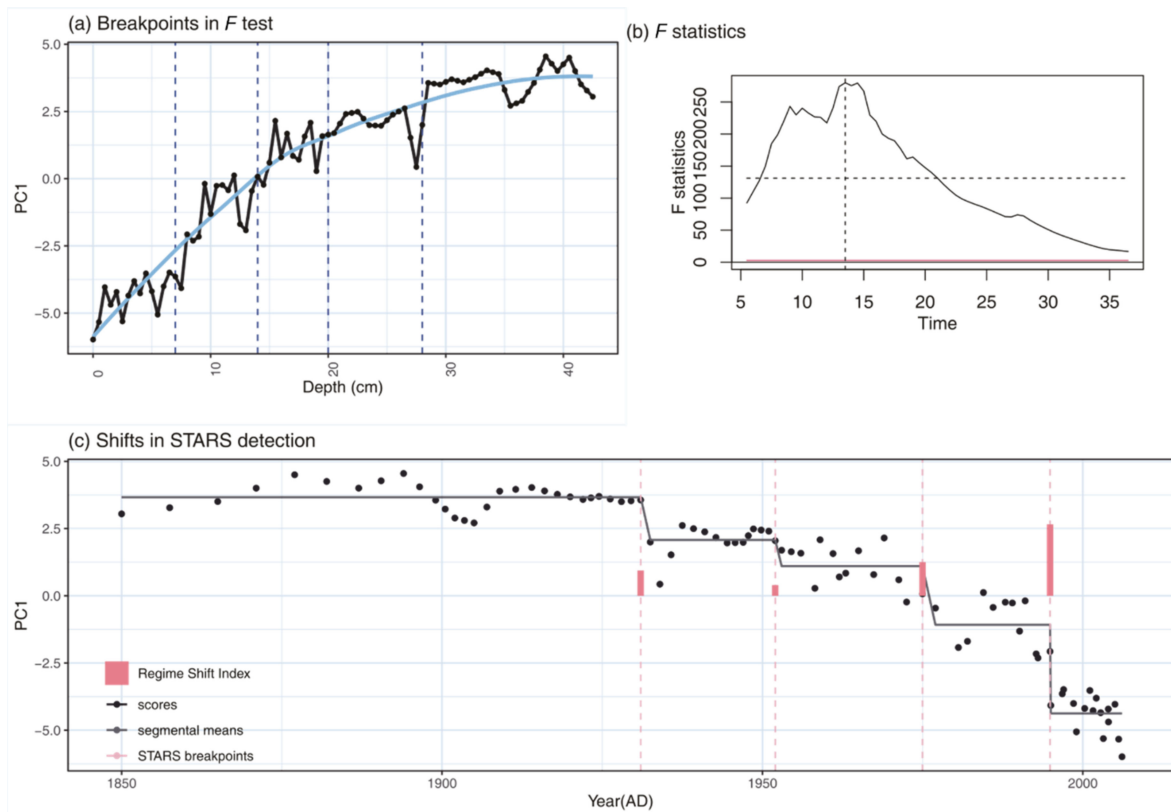 (a) Breakpoints in F test
5.0
2.5
0.0
−2.5
−5.0
PC1
0 10 20 30 40
Depth (cm)
(b) F statistics
250
200
150
100
50
0
F statistics
5 10 15 20 25 30 35
Time
(c) Shifts in STARS detection
5.0
2.5
0.0
−2.5
−5.0
PC1
Regime Shift Index
scores
segmental means
STARS breakpoints
1850 1900 1950 2000
Year(AD)